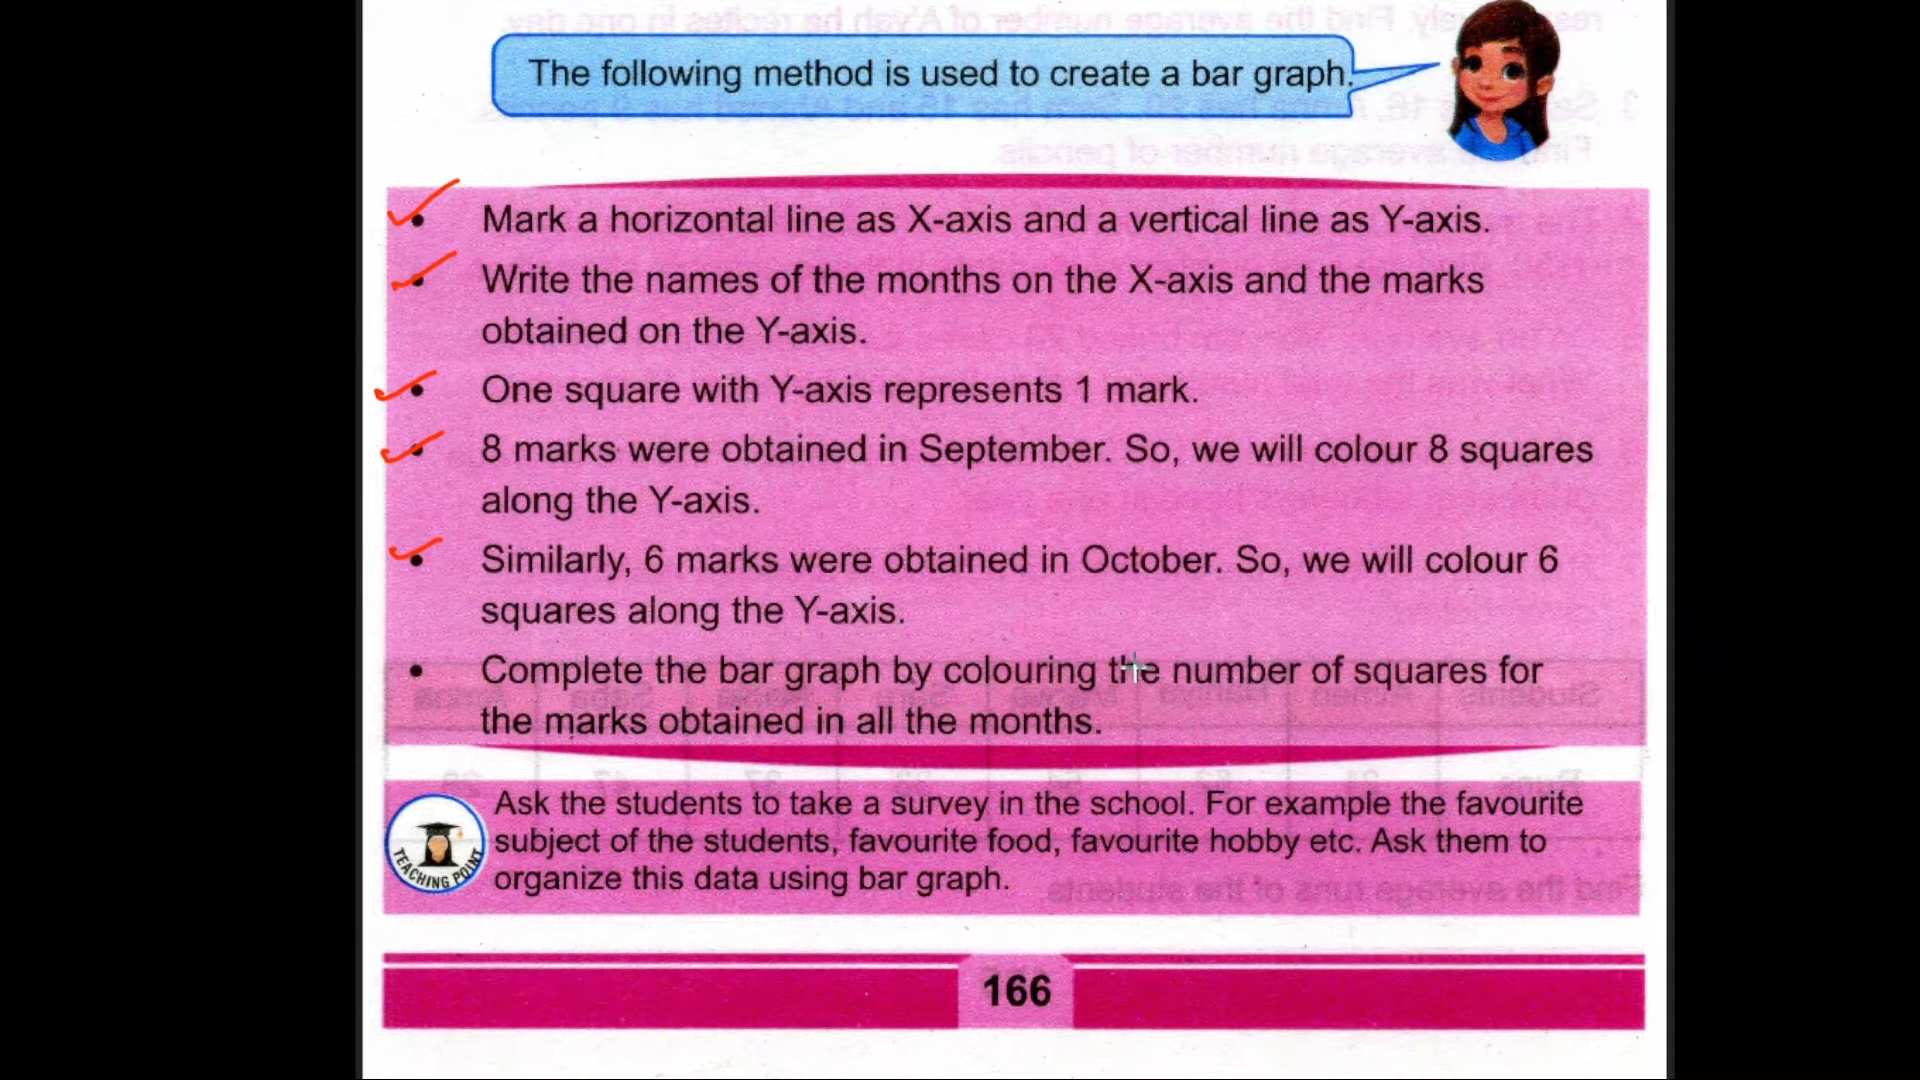 The following method is used to create a bar graph.
• Mark a horizontal line as X-axis and a vertical line as Y-axis.
• Write the names of the months on the X-axis and the marks
obtained on the Y-axis.
• One square with Y-axis represents 1 mark.
• 8 marks were obtained in September. So, we will colour 8 squares
along the Y-axis.
• Similarly, 6 marks were obtained in October. So, we will colour 6
squares along the Y-axis.
• Complete the bar graph by colouring the number of squares for
the marks obtained in all the months.
TEACHING POINT
Ask the students to take a survey in the school. For example the favourite
subject of the students, favourite food, favourite hobby etc. Ask them to
organize this data using bar graph.
166